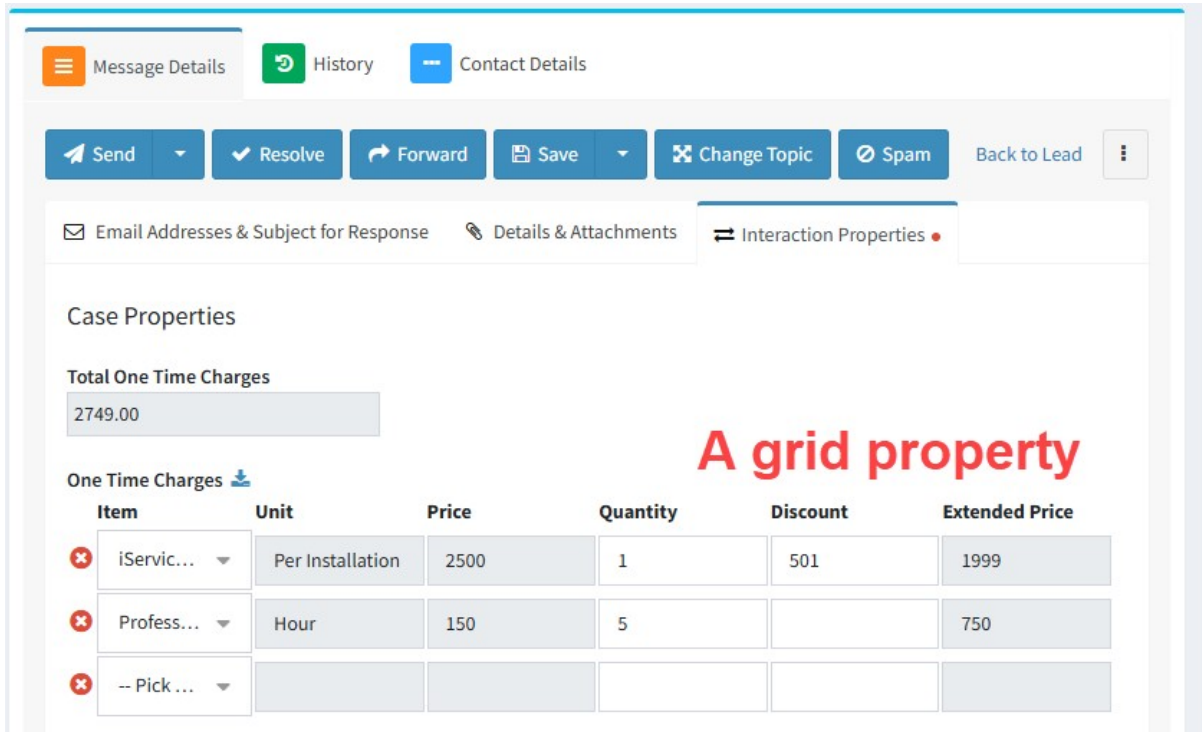 Message Details History Contact Details
Send Resolve Forward Save Change Topic Spam Back to Lead
Email Addresses & Subject for Response Details & Attachments Interaction Properties
Case Properties
Total One Time Charges
2749.00
A grid property
One Time Charges
Item Unit Price Quantity Discount Extended Price
iServic... Per Installation 2500 1 501 1999
Profess... Hour 150 5 750
-- Pick ...